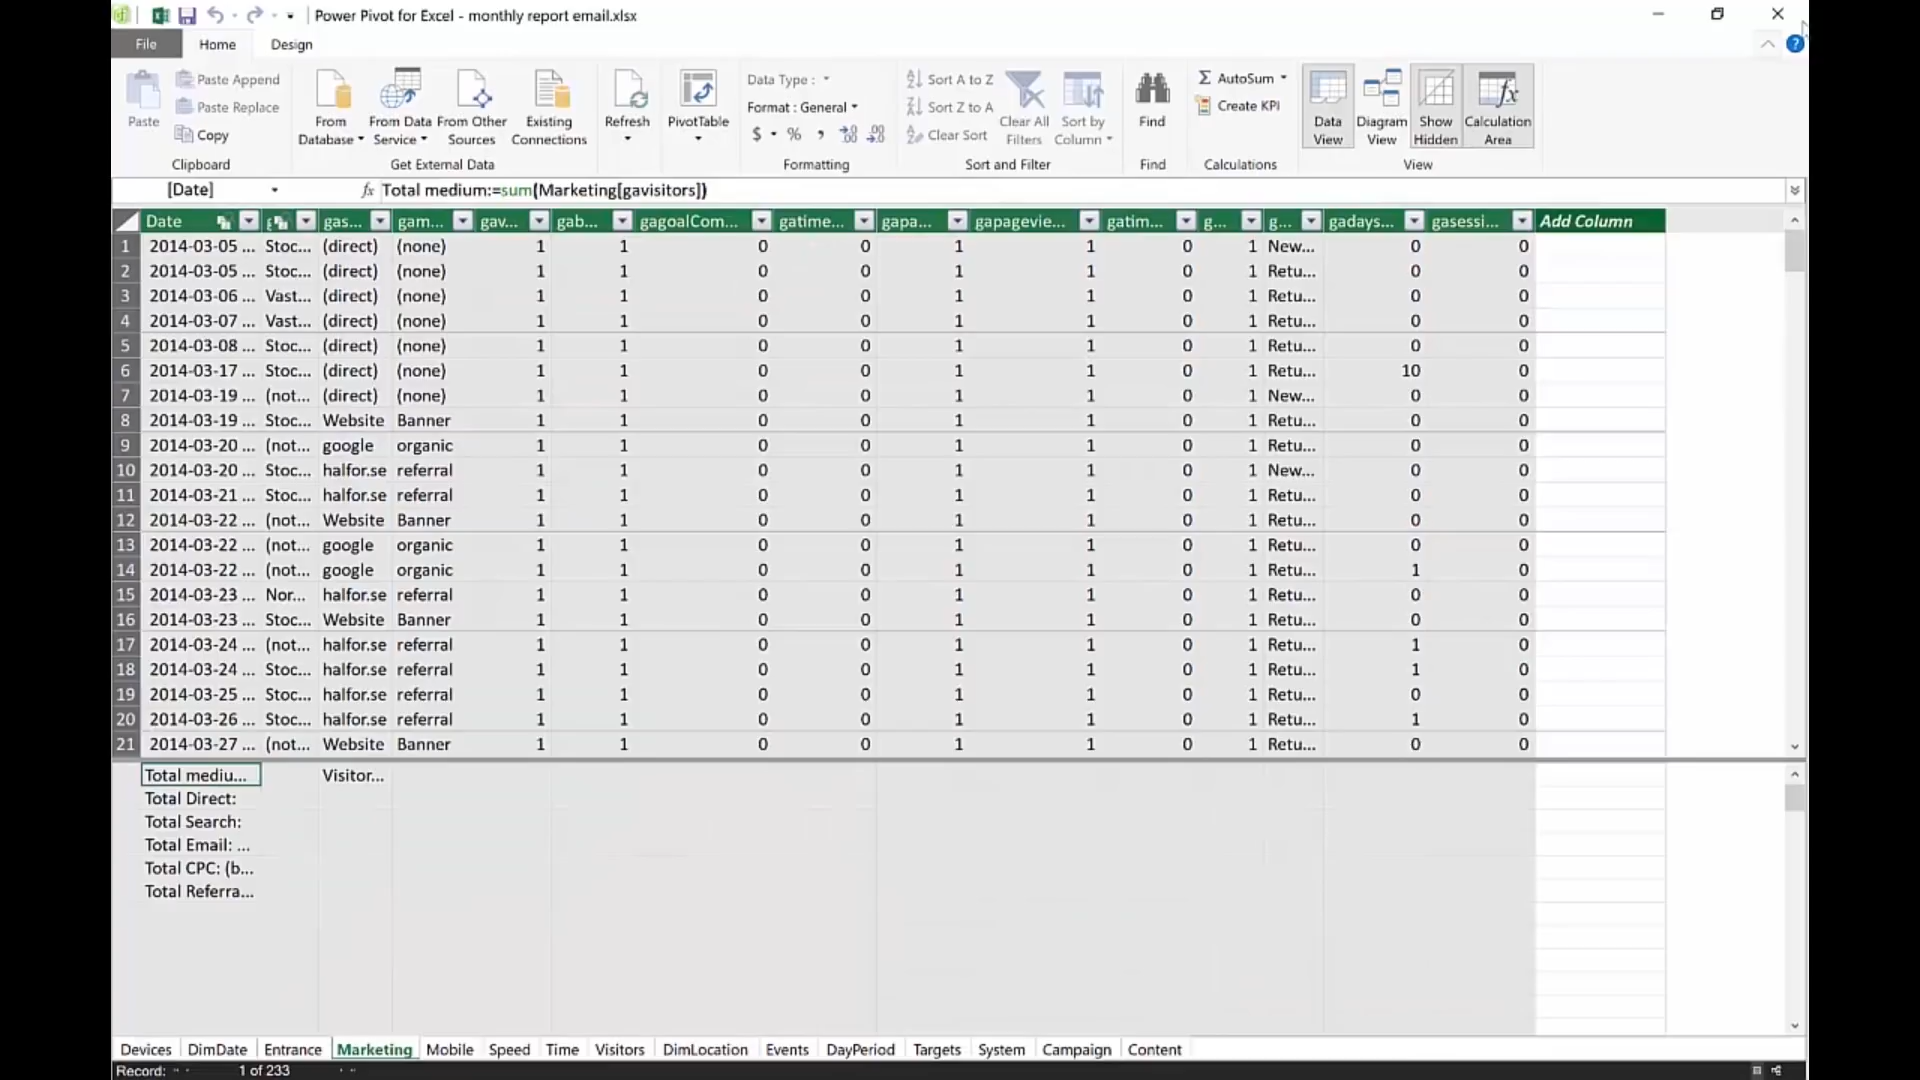 Power Pivot for Excel - monthly report email.xlsx
File Home Design
Paste
Paste Append
Paste Replace
Copy
Clipboard
From Database
From Data Service
From Other Sources
Existing Connections
Get External Data
Refresh
PivotTable
Data Type :
Format : General
$ % ,
Formatting
Sort A to Z
Sort Z to A
Clear Sort
Clear All Filters
Sort by Column
Sort and Filter
Find
Find
AutoSum
Create KPI
Calculations
Data View
Diagram View
Show Hidden
Calculation Area
View
[Date] fx Total medium:=sum(Marketing[gavisitors])
Date gas... gam... gav... gab... gagoalCom... gatime... gapa... gapagevie... gatim... g... g... gadays... gasessi... Add Column
1 2014-03-05 ... Stoc... (direct) (none) 1 1 0 0 1 1 0 1 New... 0 0
2 2014-03-05 ... Stoc... (direct) (none) 1 1 0 0 1 1 0 1 Retu... 0 0
3 2014-03-06 ... Vast... (direct) (none) 1 1 0 0 1 1 0 1 Retu... 0 0
4 2014-03-07 ... Vast... (direct) (none) 1 1 0 0 1 1 0 1 Retu... 0 0
5 2014-03-08 ... Stoc... (direct) (none) 1 1 0 0 1 1 0 1 Retu... 0 0
6 2014-03-17 ... Stoc... (direct) (none) 1 1 0 0 1 1 0 1 Retu... 10 0
7 2014-03-19 ... (not... (direct) (none) 1 1 0 0 1 1 0 1 New... 0 0
8 2014-03-19 ... Stoc... Website Banner 1 1 0 0 1 1 0 1 Retu... 0 0
9 2014-03-20 ... (not... google organic 1 1 0 0 1 1 0 1 Retu... 0 0
10 2014-03-20 ... Stoc... halfor.se referral 1 1 0 0 1 1 0 1 New... 0 0
11 2014-03-21 ... Stoc... halfor.se referral 1 1 0 0 1 1 0 1 Retu... 0 0
12 2014-03-22 ... (not... Website Banner 1 1 0 0 1 1 0 1 Retu... 0 0
13 2014-03-22 ... (not... google organic 1 1 0 0 1 1 0 1 Retu... 0 0
14 2014-03-22 ... (not... google organic 1 1 0 0 1 1 0 1 Retu... 1 0
15 2014-03-23 ... Nor... halfor.se referral 1 1 0 0 1 1 0 1 Retu... 0 0
16 2014-03-23 ... Stoc... Website Banner 1 1 0 0 1 1 0 1 Retu... 0 0
17 2014-03-24 ... (not... halfor.se referral 1 1 0 0 1 1 0 1 Retu... 1 0
18 2014-03-24 ... Stoc... halfor.se referral 1 1 0 0 1 1 0 1 Retu... 1 0
19 2014-03-25 ... Stoc... halfor.se referral 1 1 0 0 1 1 0 1 Retu... 0 0
20 2014-03-26 ... Stoc... halfor.se referral 1 1 0 0 1 1 0 1 Retu... 1 0
21 2014-03-27 ... (not... Website Banner 1 1 0 0 1 1 0 1 Retu... 0 0
Total mediu... Visitor...
Total Direct:
Total Search:
Total Email: ...
Total CPC: (b...
Total Referra...
Devices DimDate Entrance Marketing Mobile Speed Time Visitors DimLocation Events DayPeriod Targets System Campaign Content
Record: 1 of 233